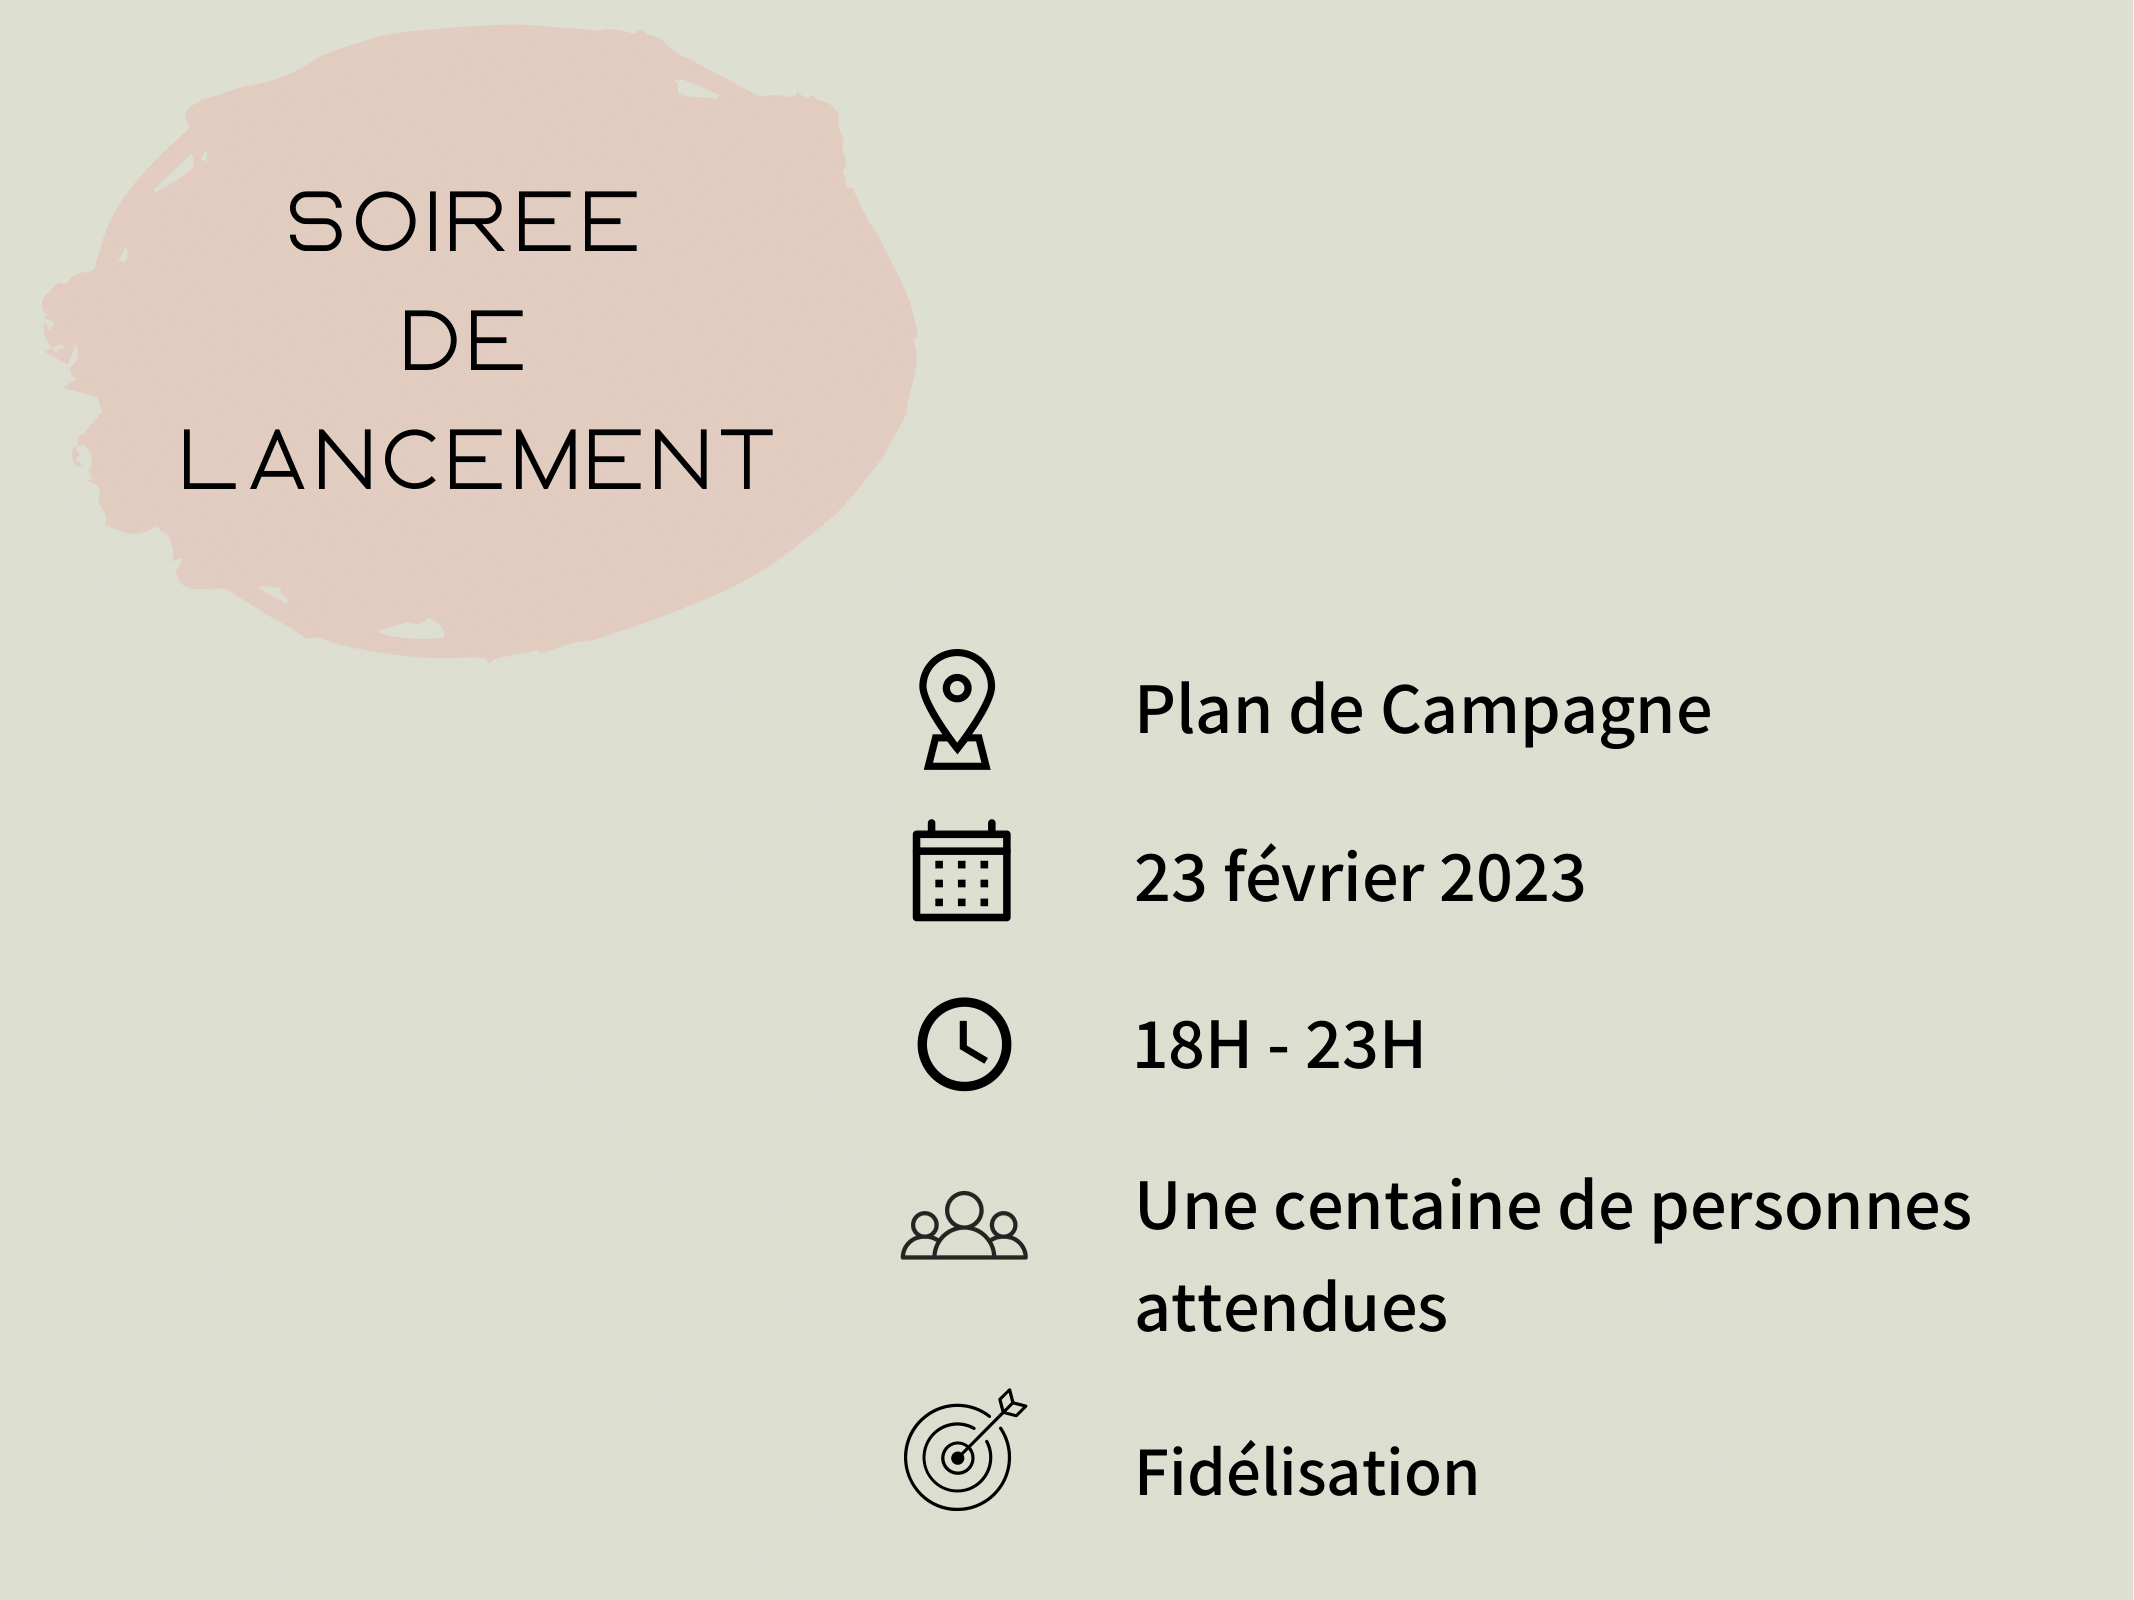 SOIREE
DE
LANCEMENT
Plan de Campagne
23 février 2023
18H - 23H
Une centaine de personnes
attendues
Fidélisation